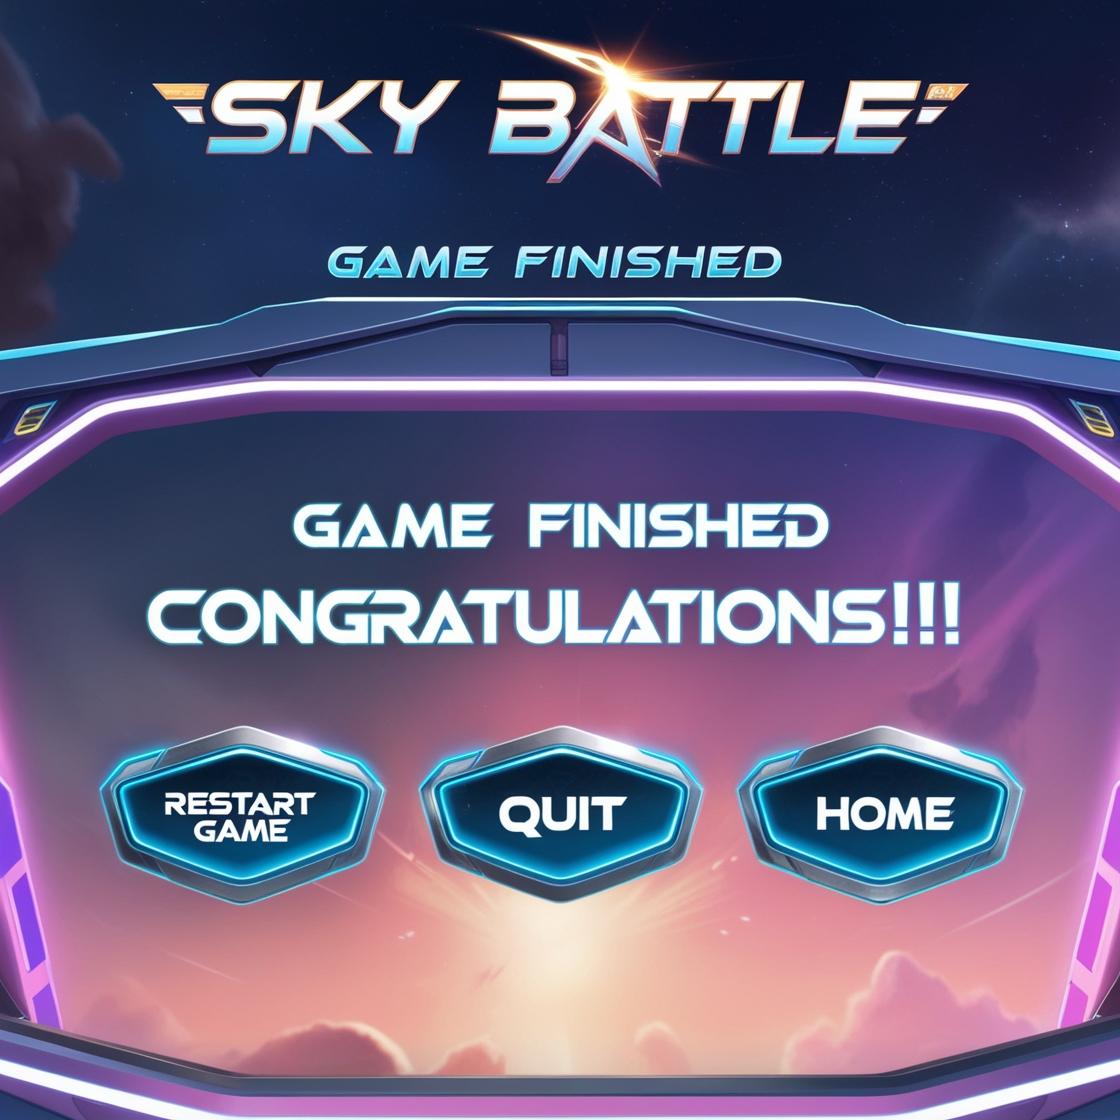 SKY BATTLE
GAME FINISHED
GAME FINISHED
CONGRATULATIONS!!!
RESTART
GAME
QUIT
HOME